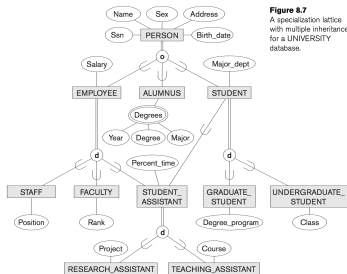 Figure 8.7
A specialization lattice
with multiple inheritance
for a UNIVERSITY
database.
Name
Sex
Address
Ssn
PERSON
Birth_date
o
Salary
Major_dept
EMPLOYEE
ALUMNUS
STUDENT
Degrees
Year
Degree
Major
d
d
Percent_time
STAFF
FACULTY
STUDENT_
ASSISTANT
GRADUATE_
STUDENT
UNDERGRADUATE_
STUDENT
Position
Rank
Degree_program
Class
d
Project
Course
RESEARCH_ASSISTANT
TEACHING_ASSISTANT